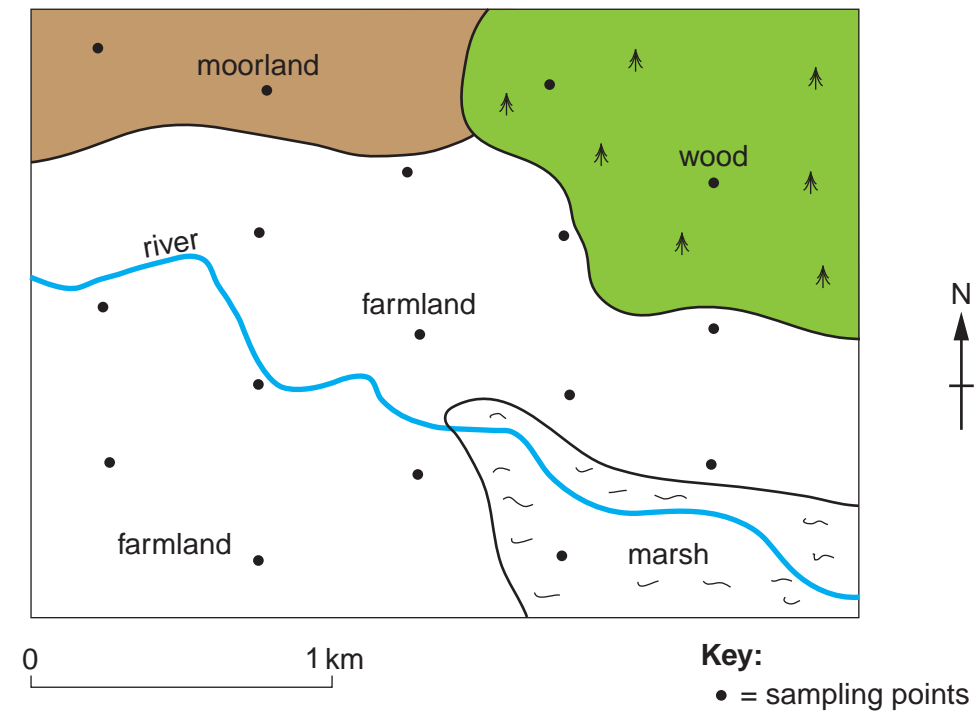 moorland
wood
river
farmland
N
farmland
marsh
0 1 km
Key:
• = sampling points